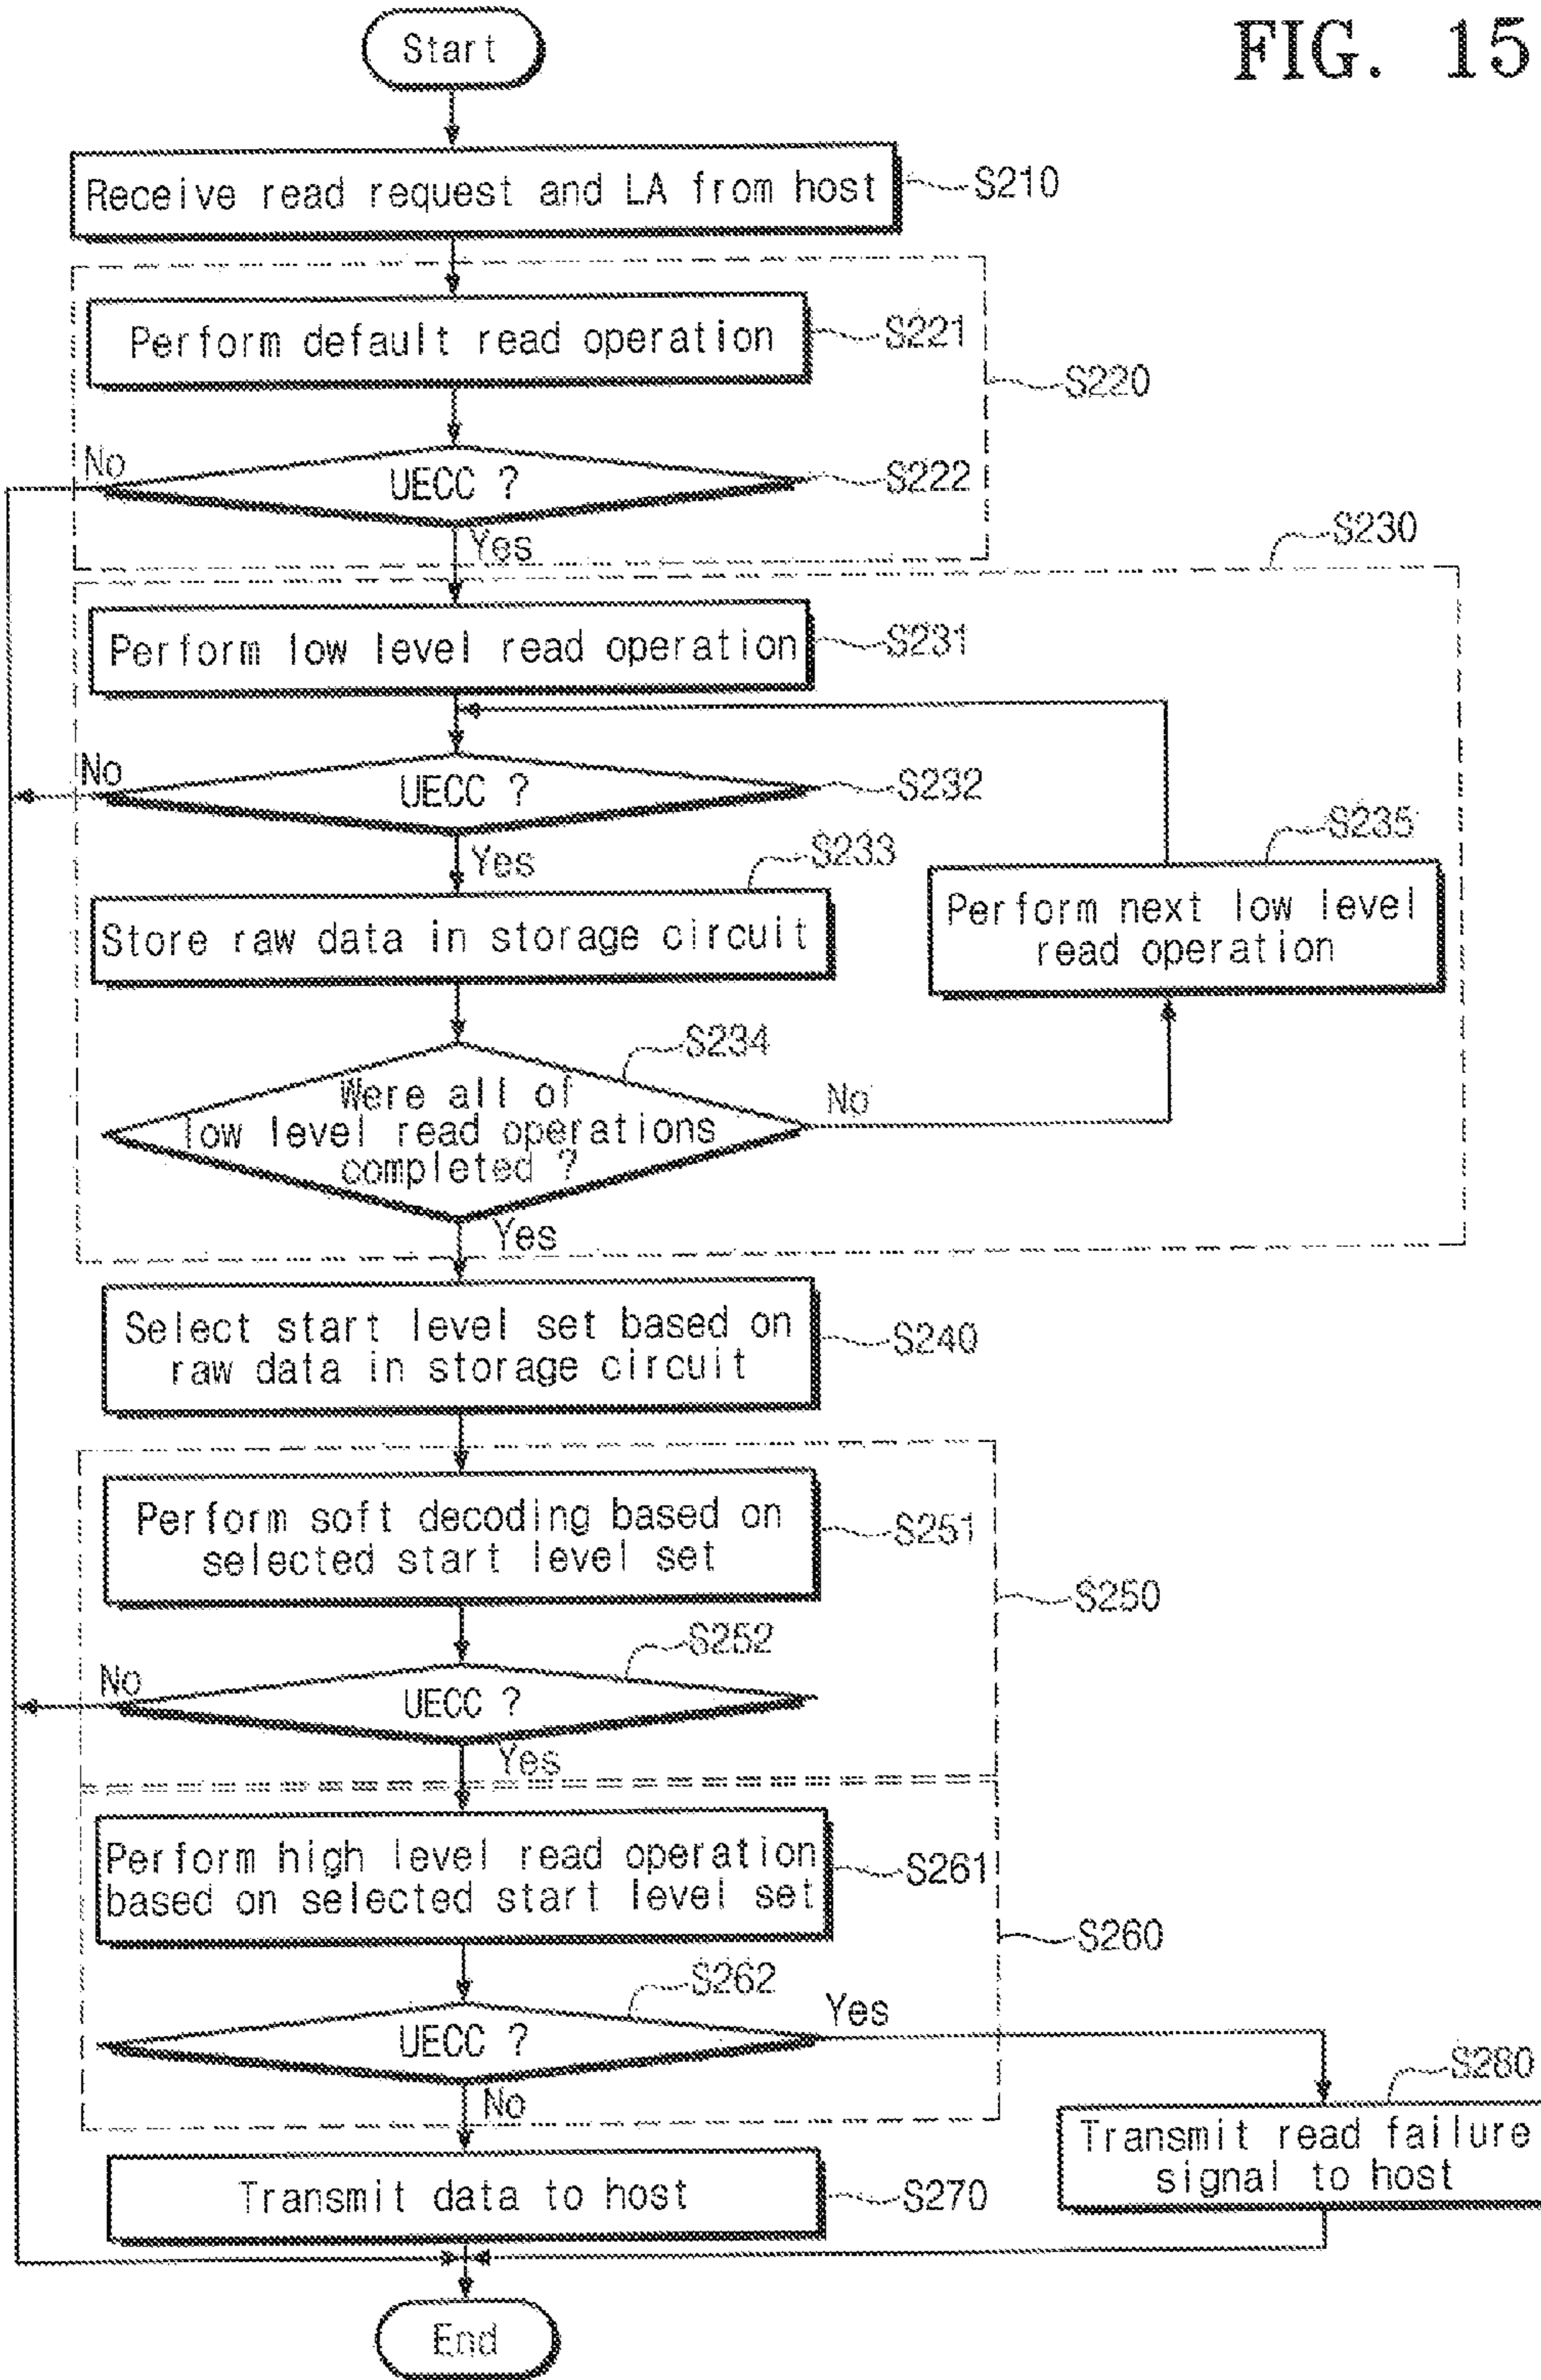 FIG. 15
Start
Receive read request and LA from host
S210
Perform default read operation
S221
S220
No
UECC ?
S222
Yes
S230
Perform low level read operation
S231
No
UECC ?
S232
Yes
S233
S235
Store raw data in storage circuit
Perform next low level
read operation
S234
Were all of
low level read operations
completed ?
No
Yes
Select start level set based on
raw data in storage circuit
S240
Perform soft decoding based on
selected start level set
S251
S250
S252
No
UECC ?
Yes
Perform high level read operation
based on selected start level set
S261
S260
S262
UECC ?
Yes
No
S280
Transmit read failure
signal to host
Transmit data to host
S270
End